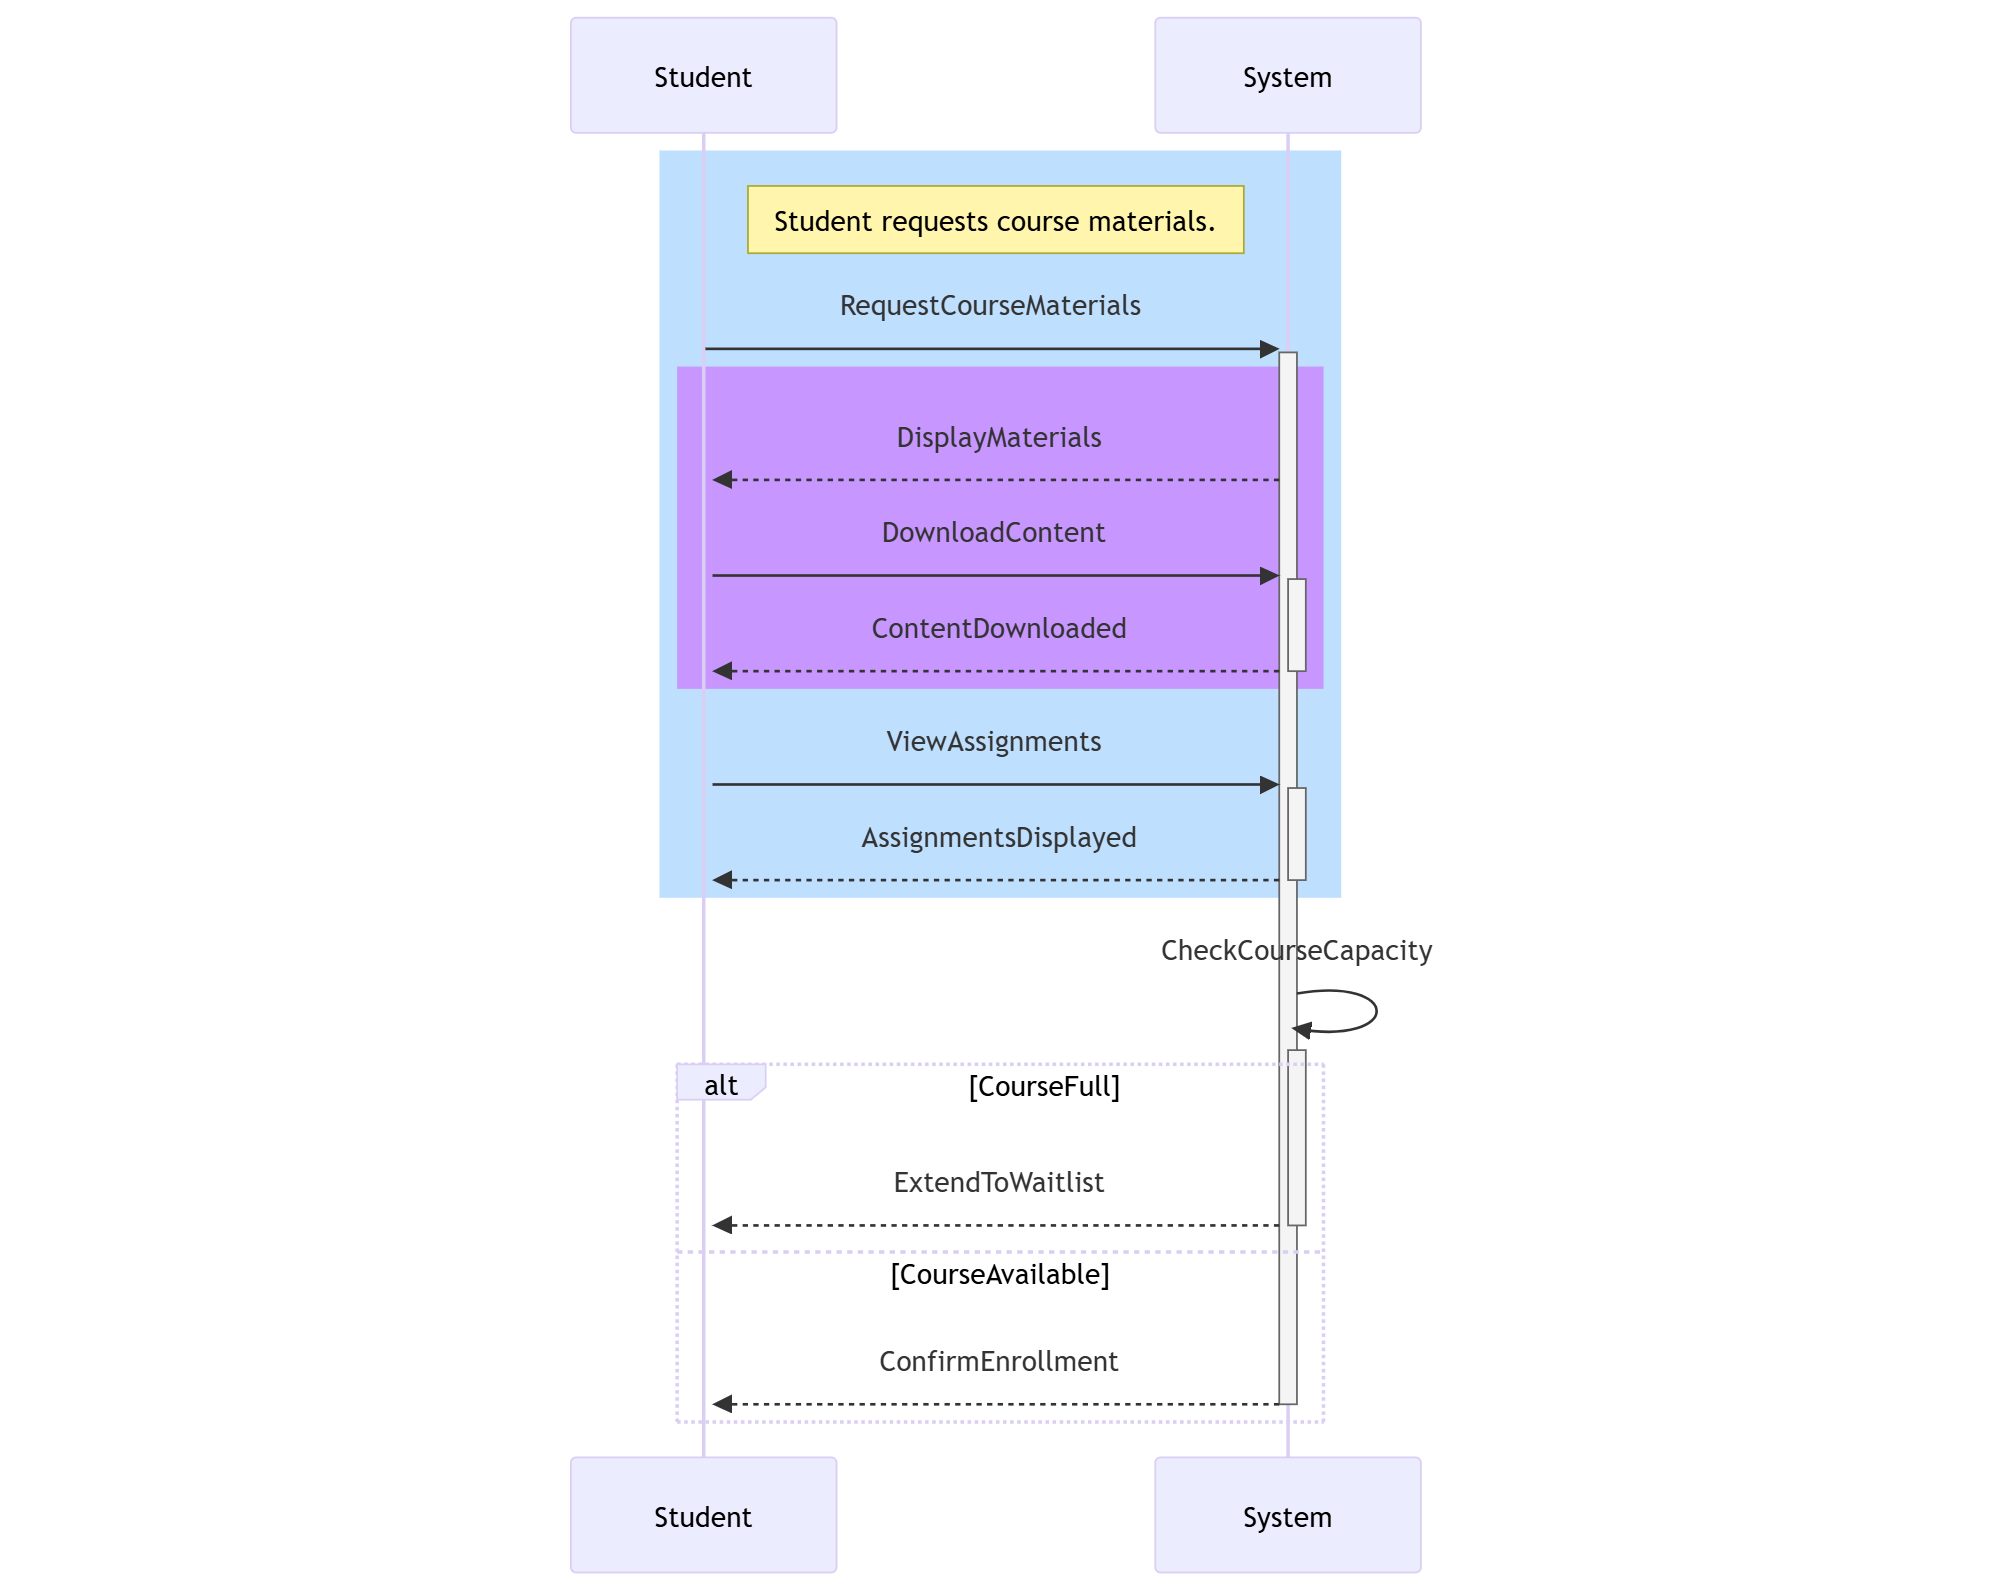 Student
System
Student requests course materials.
RequestCourseMaterials
DisplayMaterials
DownloadContent
ContentDownloaded
ViewAssignments
AssignmentsDisplayed
CheckCourseCapacity
alt
[CourseFull]
ExtendToWaitlist
[CourseAvailable]
ConfirmEnrollment
Student
System